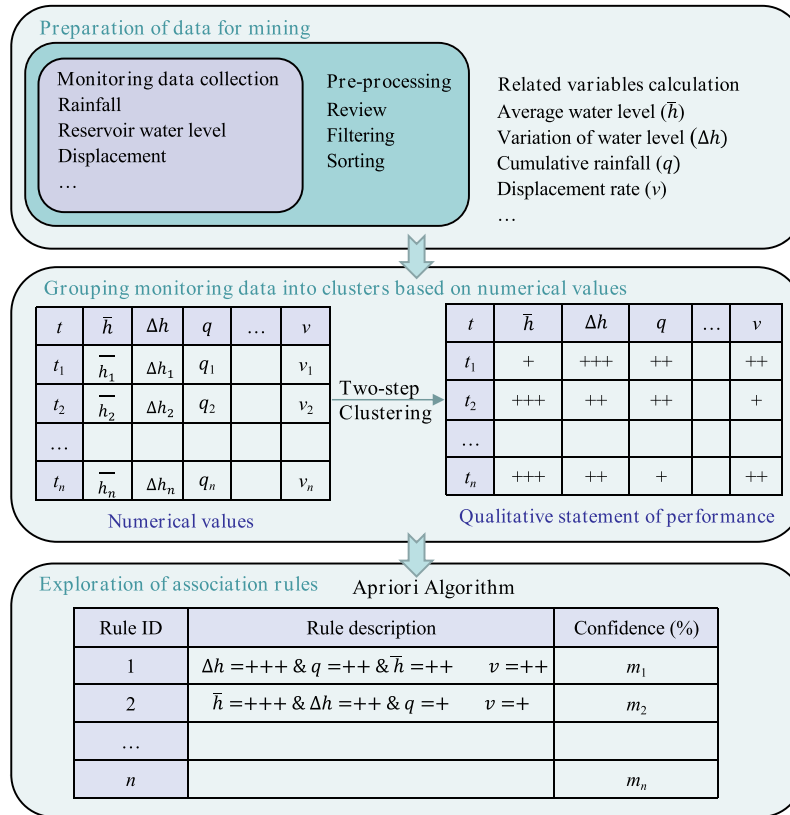 Preparation of data for mining
Monitoring data collection
Rainfall
Reservoir water level
Displacement
…
Pre-processing
Review
Filtering
Sorting
Related variables calculation
Average water level (h̅)
Variation of water level (Δh)
Cumulative rainfall (q)
Displacement rate (v)
…
Grouping monitoring data into clusters based on numerical values
t h̅ Δh q … v
t₁ h̅₁ Δh₁ q₁ v₁
t₂ h̅₂ Δh₂ q₂ v₂
…
tₙ h̅ₙ Δhₙ qₙ vₙ
Numerical values
Two-step
Clustering
t h̅ Δh q … v
t₁ + +++ ++ ++
t₂ +++ ++ ++ +
…
tₙ +++ ++ + ++
Qualitative statement of performance
Exploration of association rules
Apriori Algorithm
Rule ID Rule description Confidence (%)
1 Δh =+++ & q =++ & h̅ =++ v =++ m₁
2 h̅ =+++ & Δh =++ & q =+ v =+ m₂
…
n mₙ